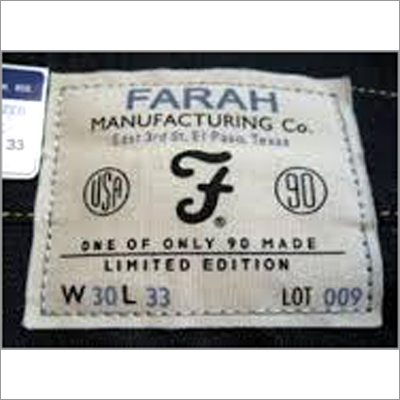 FARAH
MANUFACTURING Co.
East 3rd St. El Paso, Texas
USA
F
®
90
ONE OF ONLY 90 MADE
LIMITED EDITION
W 30 L 33
LOT 009
33